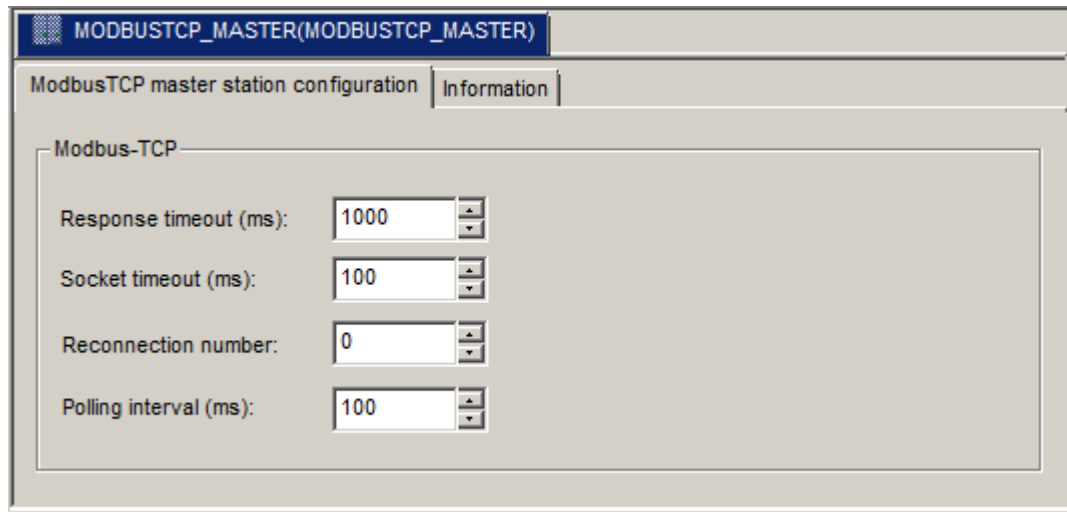 MODBUSTCP_MASTER(MODBUSTCP_MASTER)
ModbusTCP master station configuration Information
Modbus-TCP
Response timeout (ms): 1000
Socket timeout (ms): 100
Reconnection number: 0
Polling interval (ms): 100